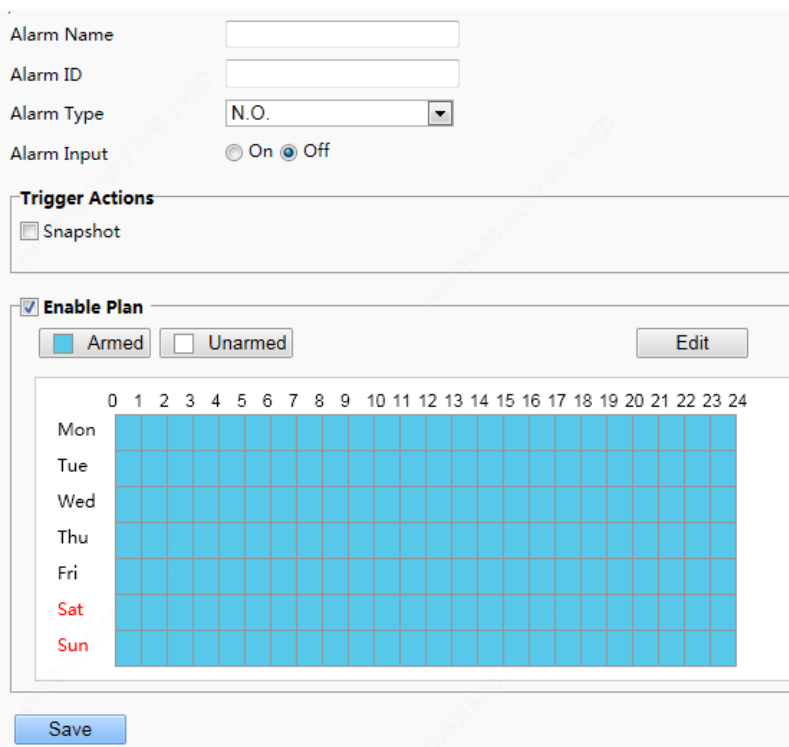 Alarm Name
Alarm ID
Alarm Type N.O.
Alarm Input On Off
Trigger Actions
Snapshot
Enable Plan
Armed Unarmed Edit
0 1 2 3 4 5 6 7 8 9 10 11 12 13 14 15 16 17 18 19 20 21 22 23 24
Mon
Tue
Wed
Thu
Fri
Sat
Sun
Save